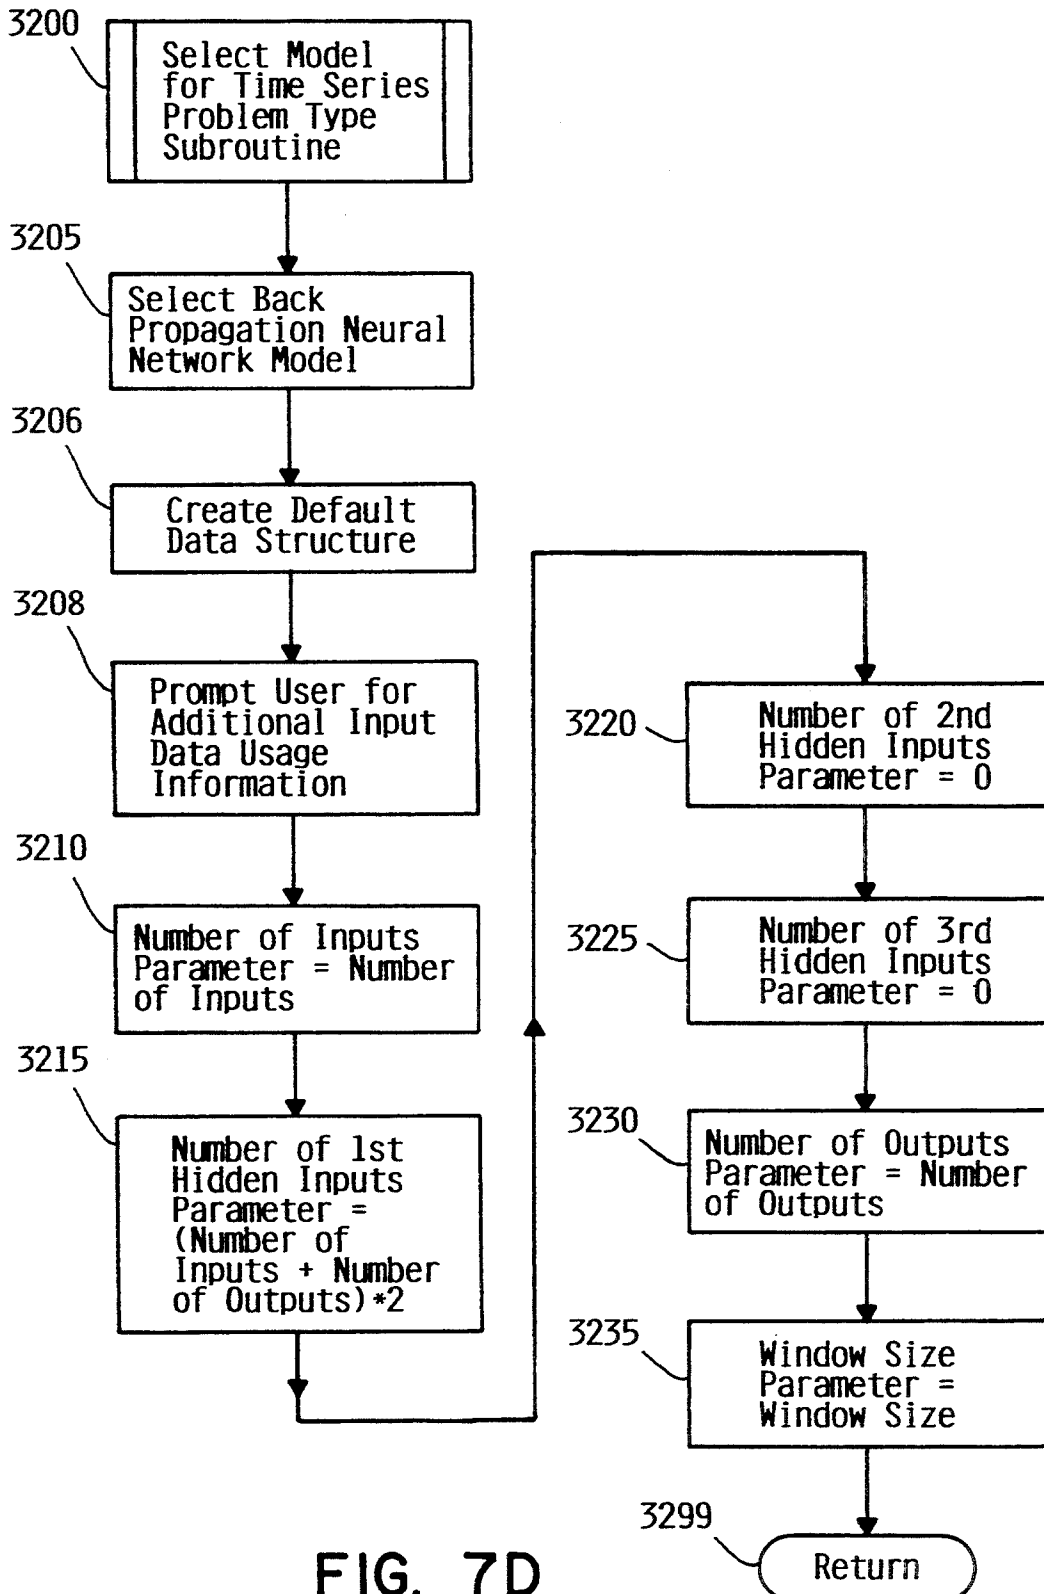 3200
Select Model
for Time Series
Problem Type
Subroutine
3205
Select Back
Propagation Neural
Network Model
3206
Create Default
Data Structure
3208
Prompt User for
Additional Input
Data Usage
Information
3210
Number of Inputs
Parameter = Number
of Inputs
3215
Number of 1st
Hidden Inputs
Parameter =
(Number of
Inputs + Number
of Outputs)*2
3220
Number of 2nd
Hidden Inputs
Parameter = 0
3225
Number of 3rd
Hidden Inputs
Parameter = 0
3230
Number of Outputs
Parameter = Number
of Outputs
3235
Window Size
Parameter =
Window Size
3299
Return
FIG. 7D